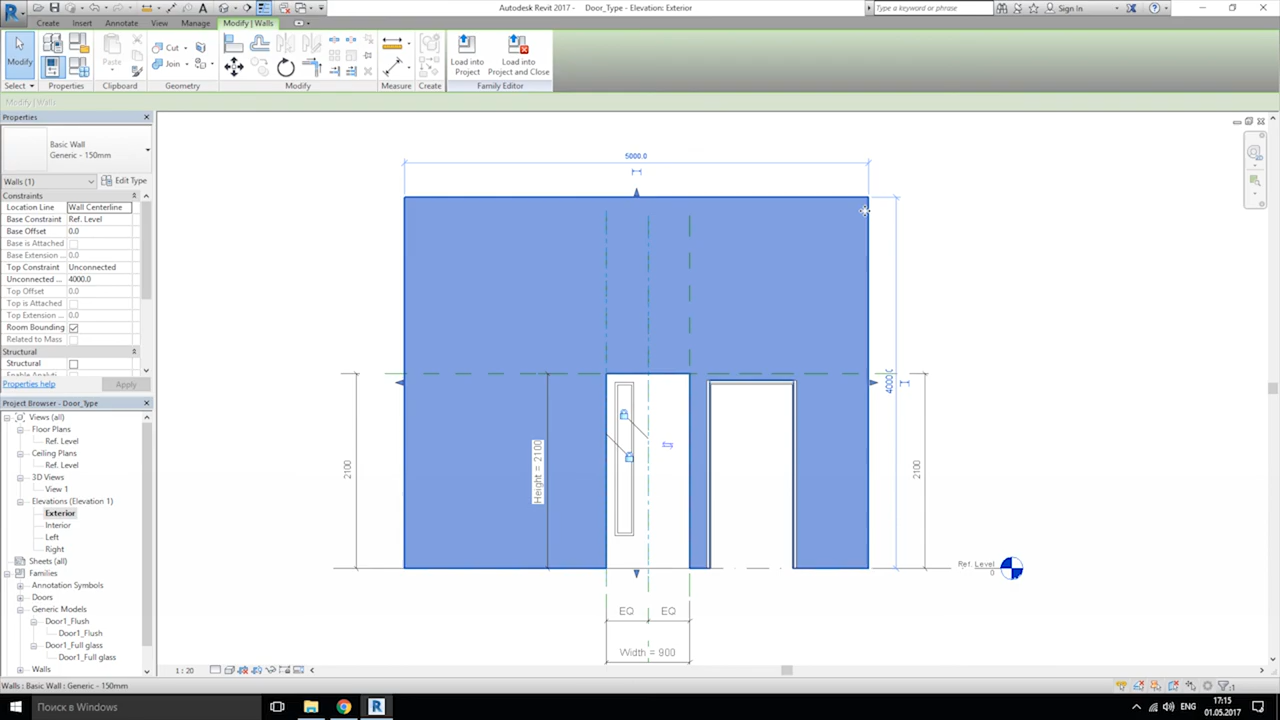 Autodesk Revit 2017 - Door_Type - Elevation: Exterior
Type a keyword or phrase
Sign In
Create Insert Annotate View Manage Modify | Walls
Modify
Paste
Cut
Join
Load into
Project
Load into
Project and Close
Select Properties Clipboard Geometry Modify Measure Create Family Editor
Modify | Walls
Properties
Basic Wall
Generic - 150mm
Walls (1)
Edit Type
Constraints
Location Line Wall Centerline
Base Constraint Ref. Level
Base Offset 0.0
Base is Attached
Base Extension ... 0.0
Top Constraint Unconnected
Unconnected ... 4000.0
Top Offset 0.0
Top is Attached
Top Extension ... 0.0
Room Bounding
Related to Mass
Structural
Structural
Properties help
Apply
Project Browser - Door_Type
Views (all)
Floor Plans
Ref. Level
Ceiling Plans
Ref. Level
3D Views
View 1
Elevations (Elevation 1)
Exterior
Interior
Left
Right
Sheets (all)
Families
Annotation Symbols
Doors
Generic Models
Door1_Flush
Door1_Flush
Door1_Full glass
Door1_Full glass
Walls
5000.0
4000.0
2100
Height = 2100
2100
Ref. Level
0
EQ EQ
Width = 900
1 : 20
Walls : Basic Wall : Generic - 150mm
:1
Поиск в Windows
ENG
17:15
01.05.2017